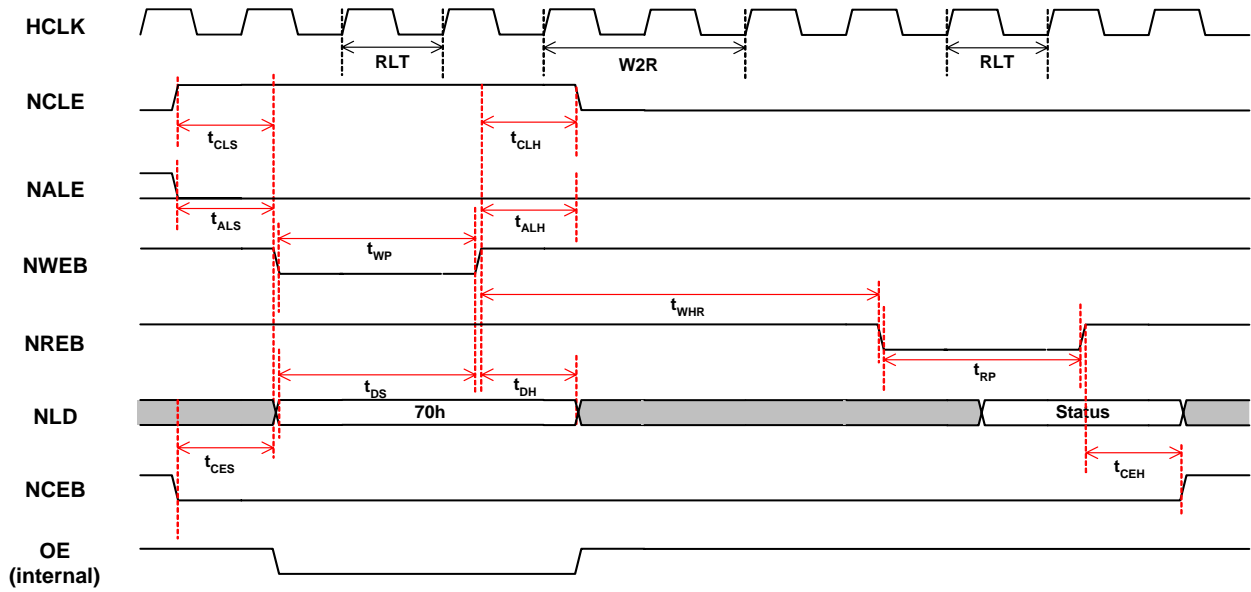 HCLK
RLT
W2R
RLT
NCLE
tCLS
tCLH
NALE
tALS
tALH
NWEB
tWP
tWHR
NREB
tRP
tDS
tDH
NLD
70h
Status
tCES
tCEH
NCEB
OE
(internal)